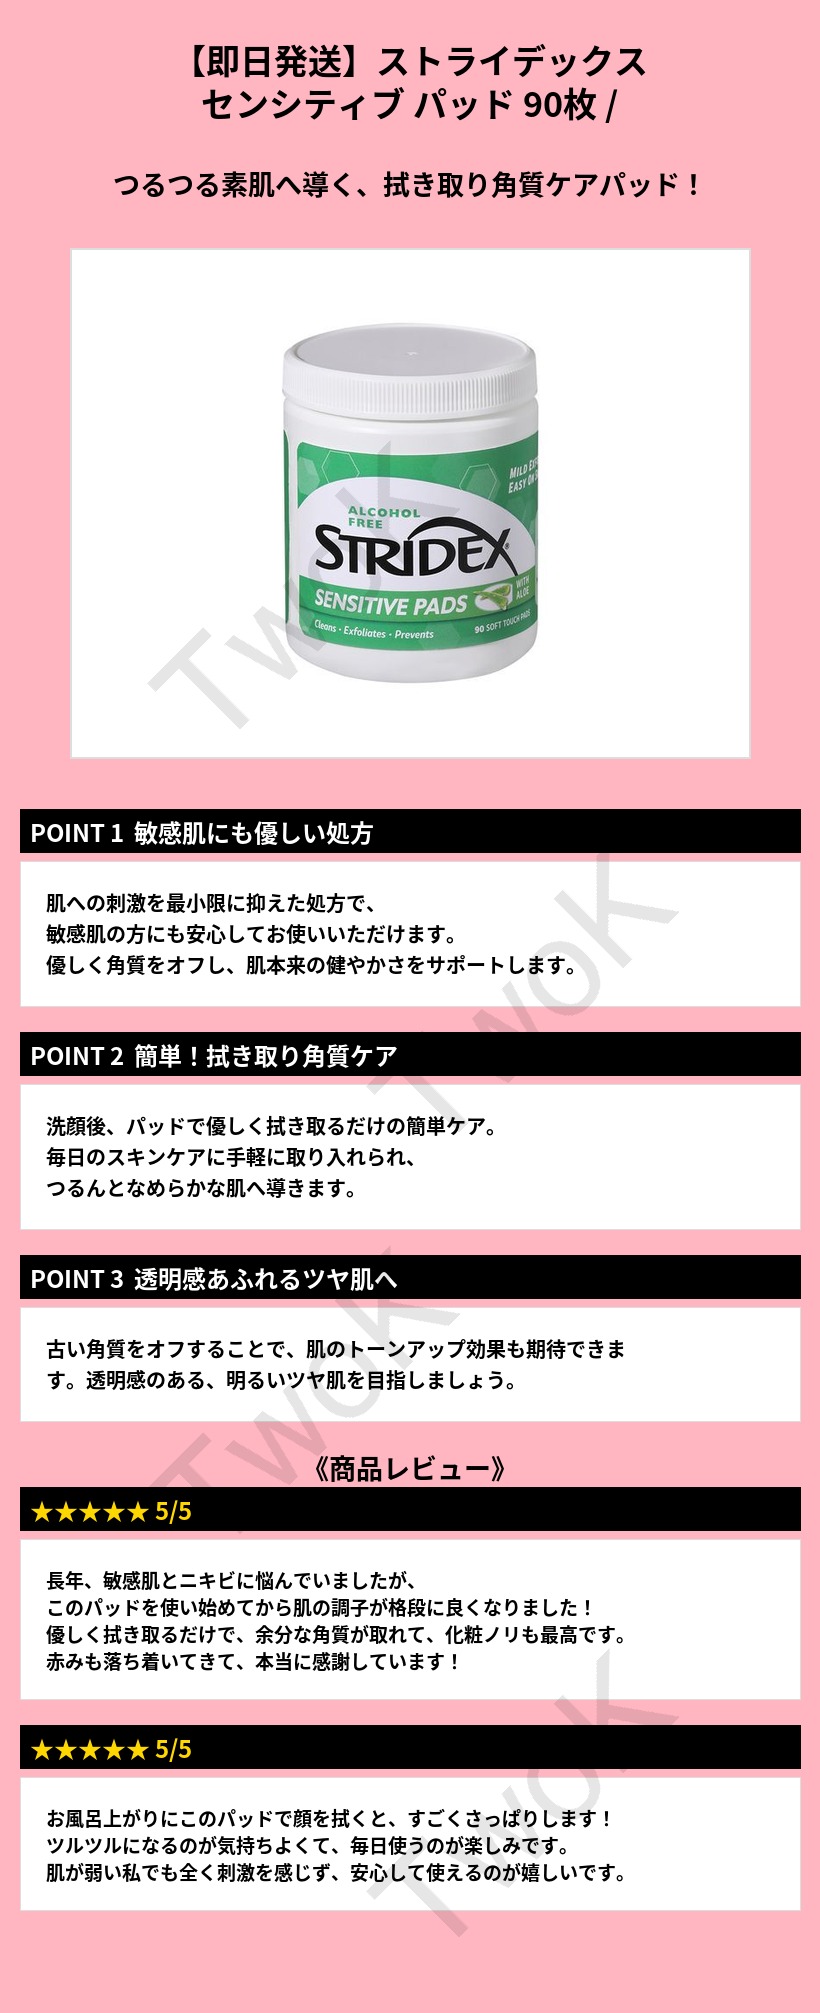 【即日発送】ストライデックス
センシティブ パッド 90枚 /
つるつる素肌へ導く、拭き取り角質ケアパッド！
MILD
EASY ON
ALCOHOL
FREE
STRIDEX
SENSITIVE PADS
WITH
ALOE
Cleans · Exfoliates · Prevents
90 SOFT TOUCH PADS
TwoK
POINT 1 敏感肌にも優しい処方
肌への刺激を最小限に抑えた処方で、
敏感肌の方にも安心してお使いいただけます。
優しく角質をオフし、肌本来の健やかさをサポートします。
TwoK
POINT 2 簡単！拭き取り角質ケア
洗顔後、パッドで優しく拭き取るだけの簡単ケア。
毎日のスキンケアに手軽に取り入れられ、
つるんとなめらかな肌へ導きます。
POINT 3 透明感あふれるツヤ肌へ
古い角質をオフすることで、肌のトーンアップ効果も期待できま
す。透明感のある、明るいツヤ肌を目指しましょう。
TwoK
《商品レビュー》
★★★★★ 5/5
長年、敏感肌とニキビに悩んでいましたが、
このパッドを使い始めてから肌の調子が格段に良くなりました！
優しく拭き取るだけで、余分な角質が取れて、化粧ノリも最高です。
赤みも落ち着いてきて、本当に感謝しています！
★★★★★ 5/5
お風呂上がりにこのパッドで顔を拭くと、すごくさっぱりします！
ツルツルになるのが気持ちよくて、毎日使うのが楽しみです。
肌が弱い私でも全く刺激を感じず、安心して使えるのが嬉しいです。
TwoK